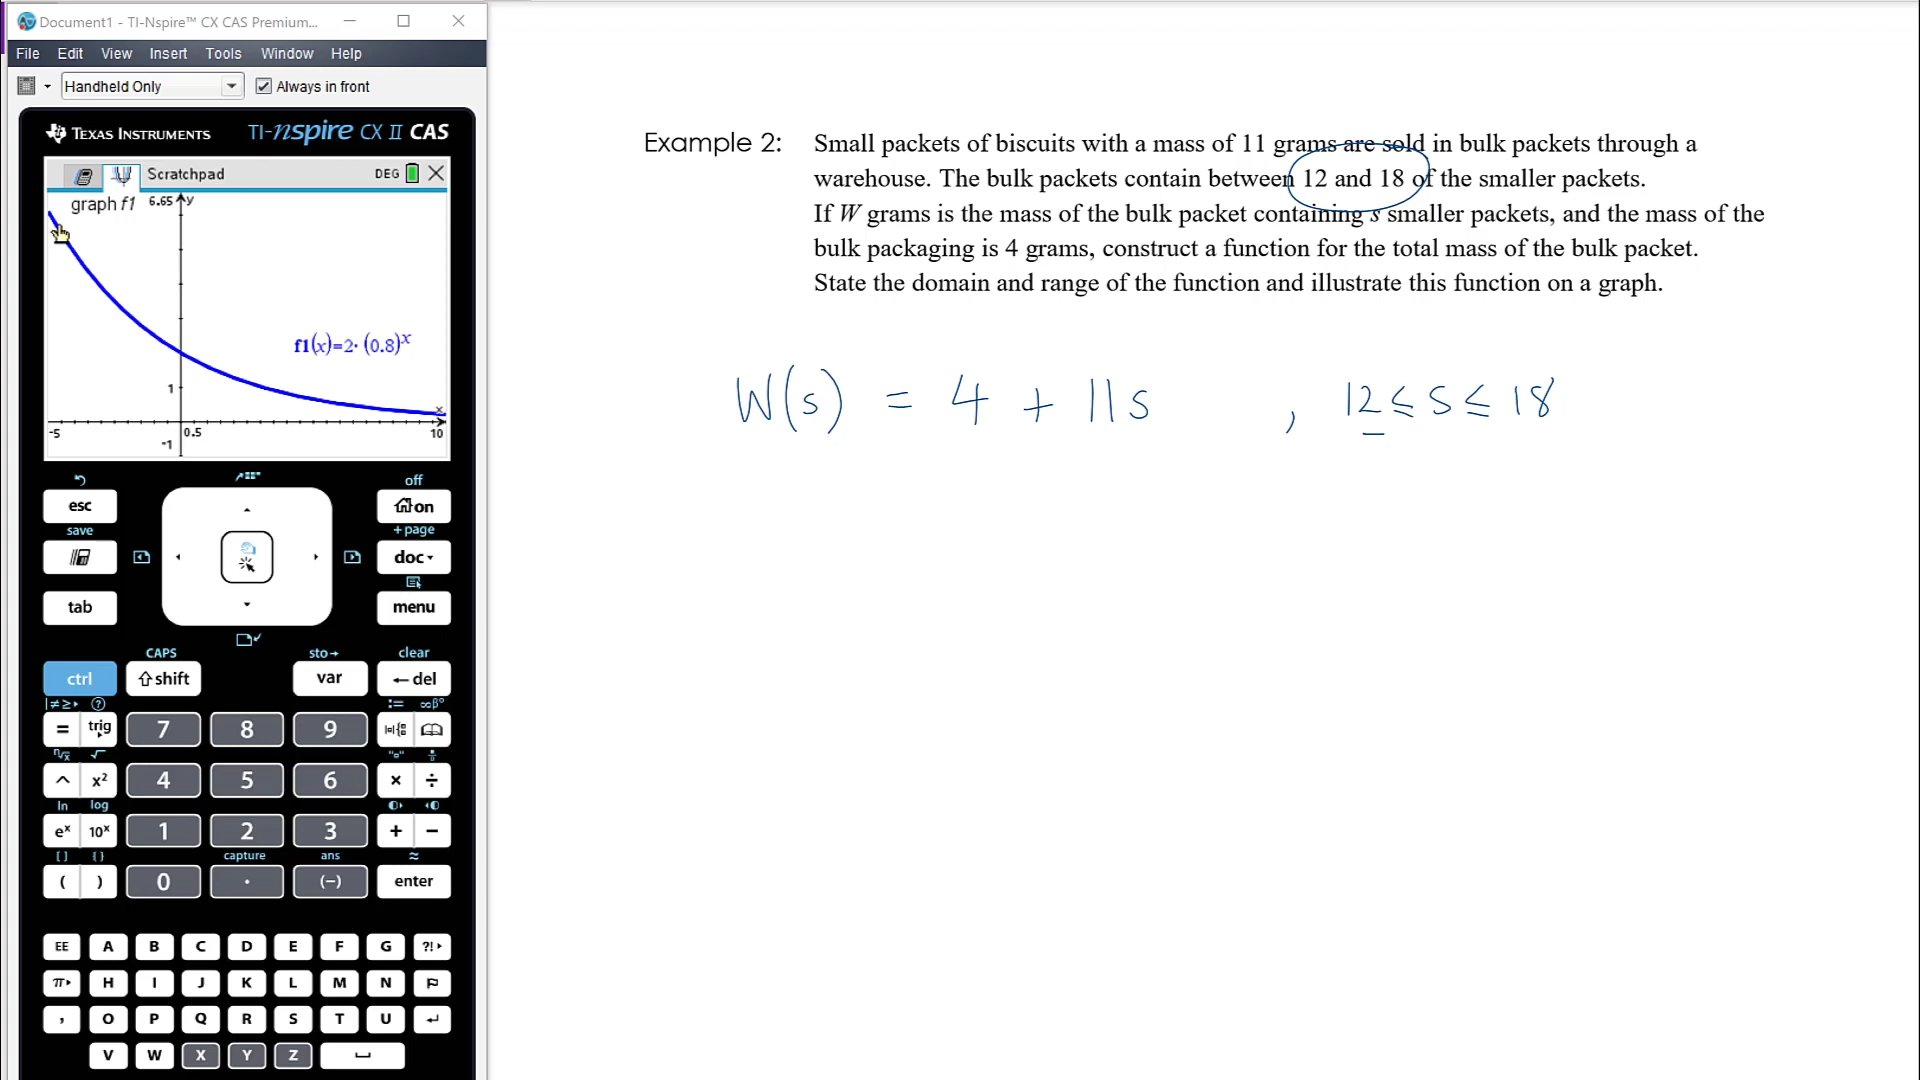 Document1 - TI-Nspire™ CX CAS Premium...
File Edit View Insert Tools Window Help
Handheld Only
Always in front
TEXAS INSTRUMENTS TI-nspire CX II CAS
Scratchpad DEG
graph f1 6.65 y
f1(x)=2·(0.8)^x
1
x
-5 0.5 10
-1
off
esc on
save + page
doc
tab menu
CAPS sto→ clear
ctrl shift var ← del
= trig 7 8 9
^ x² 4 5 6 × ÷
ln log
eˣ 10ˣ 1 2 3 + −
[ ] { } capture ans ≈
( ) 0 . (−) enter
EE A B C D E F G ?!▸
π▸ H I J K L M N
, O P Q R S T U
V W X Y Z
Example 2: Small packets of biscuits with a mass of 11 grams are sold in bulk packets through a
warehouse. The bulk packets contain between 12 and 18 of the smaller packets.
If W grams is the mass of the bulk packet containing s smaller packets, and the mass of the
bulk packaging is 4 grams, construct a function for the total mass of the bulk packet.
State the domain and range of the function and illustrate this function on a graph.
W(s) = 4 + 11s , 12 ≤ s ≤ 18